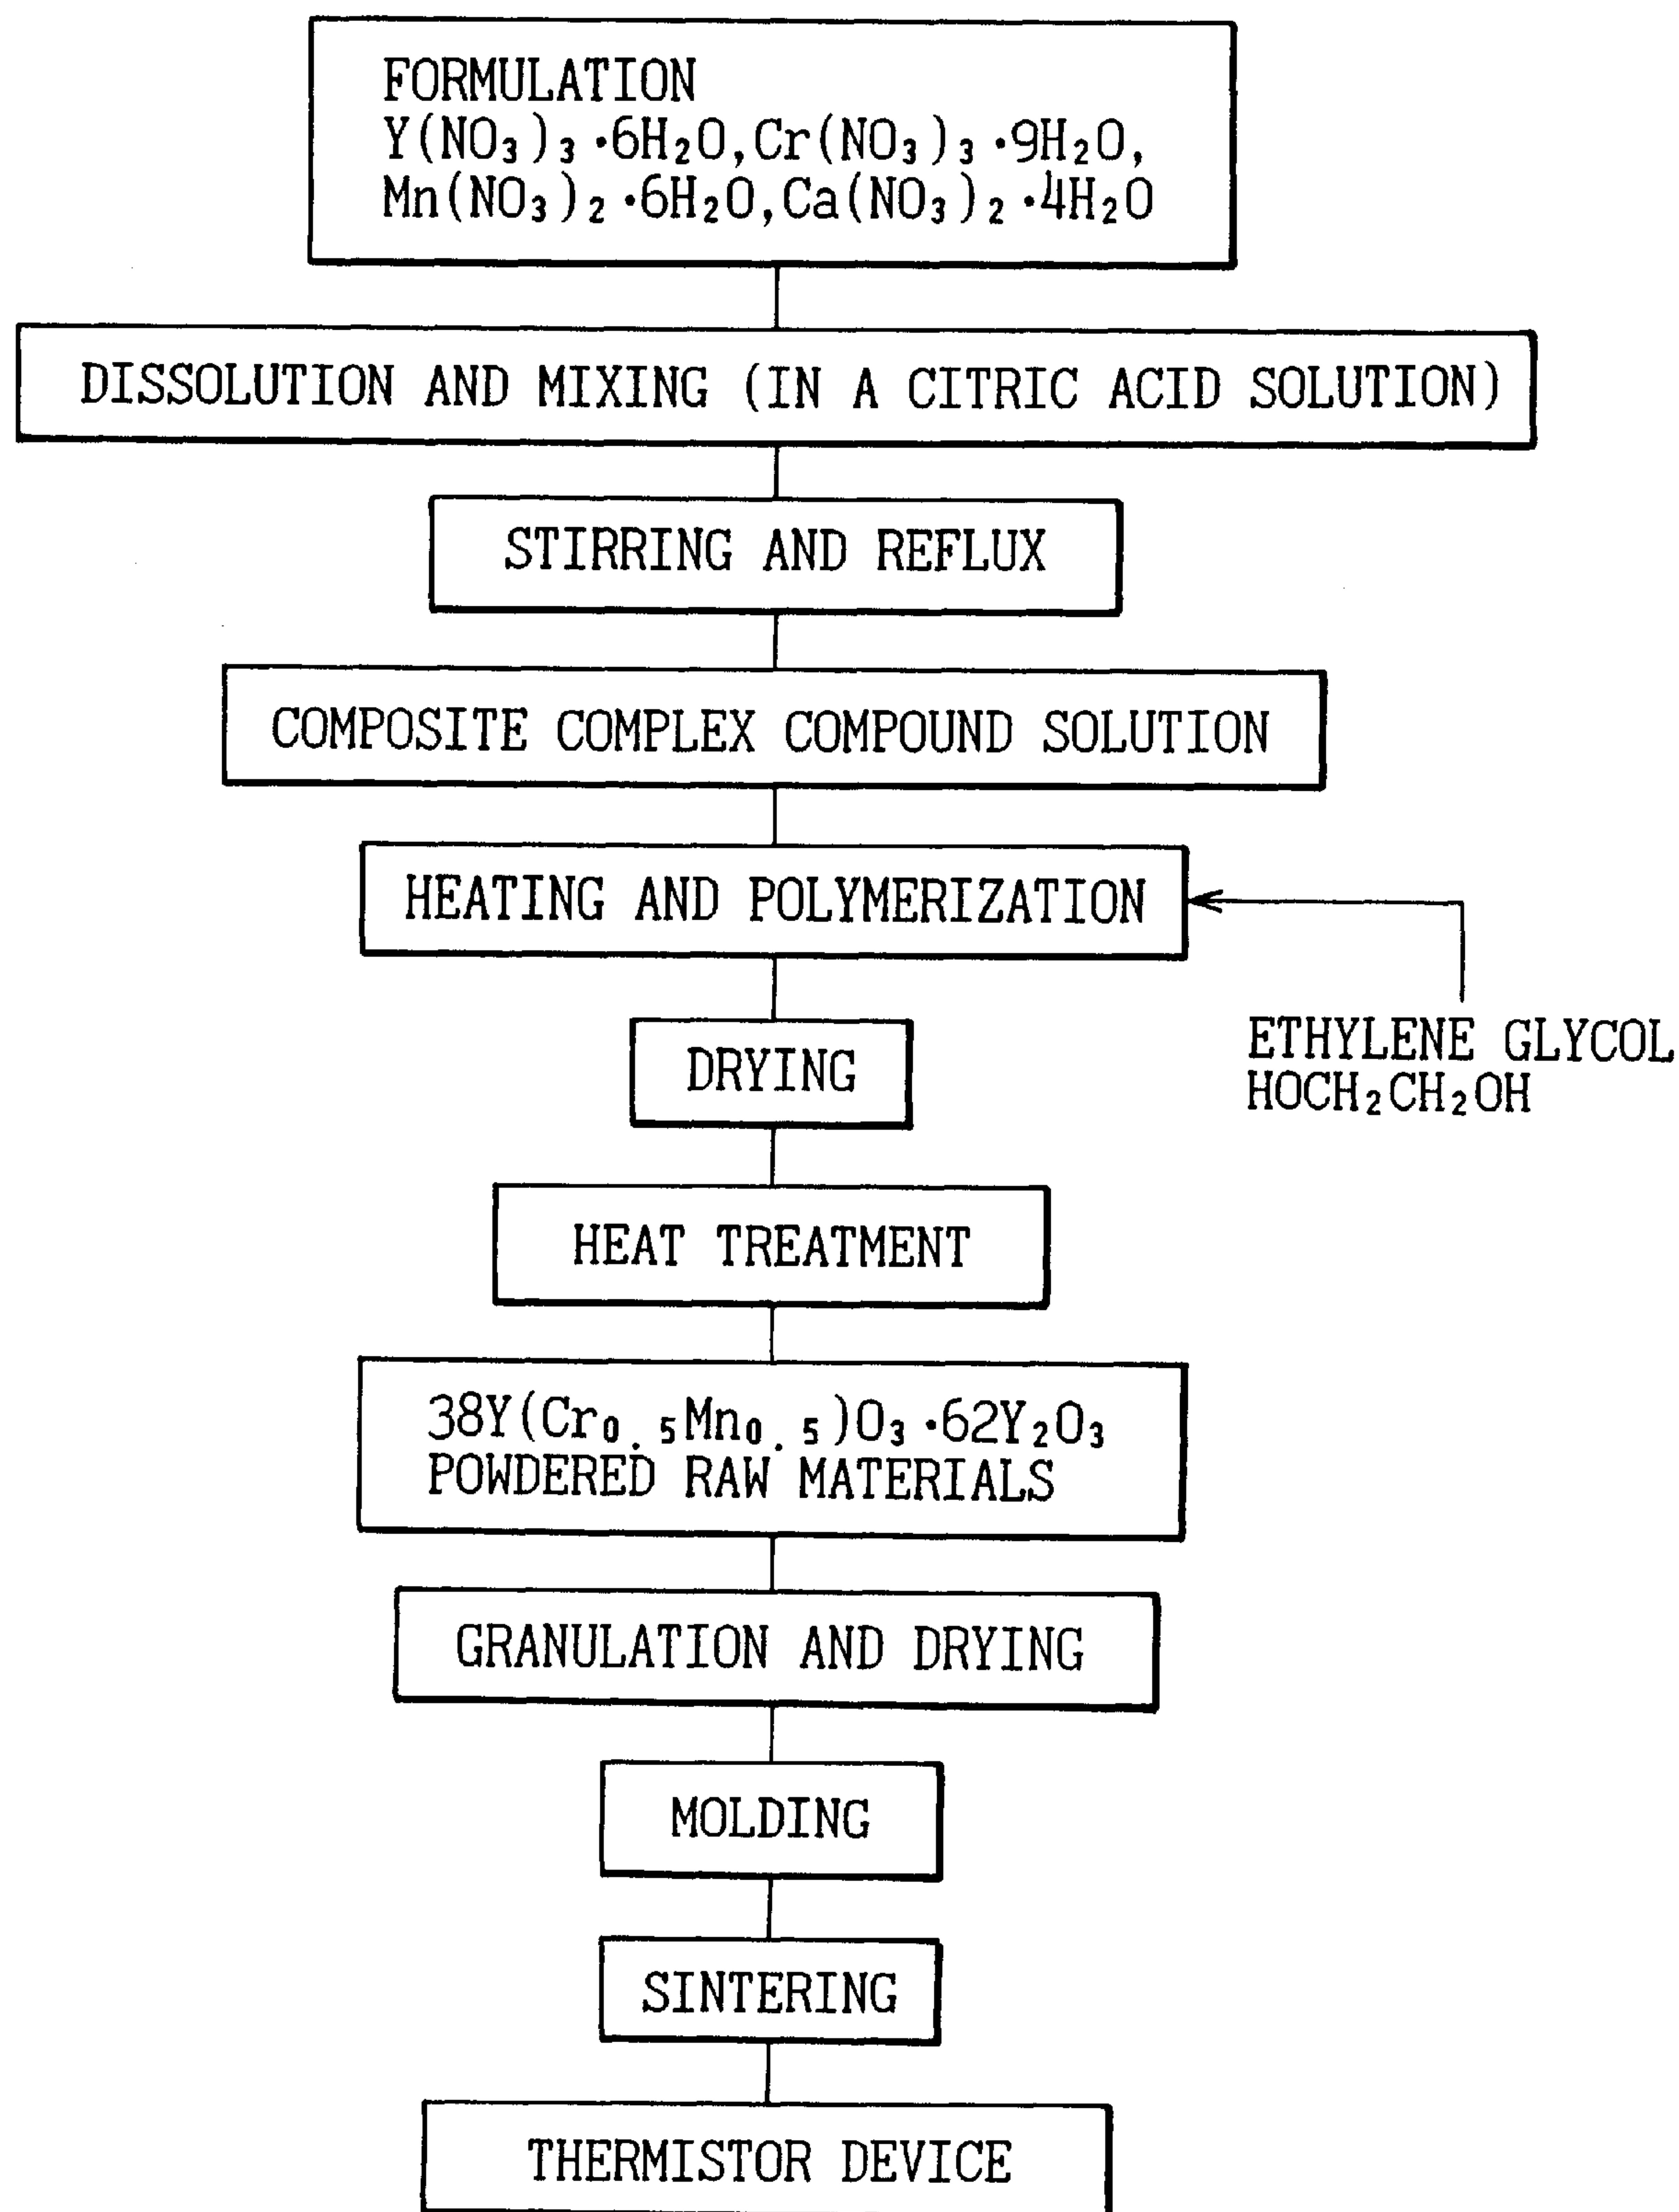 FORMULATION
Y(NO₃)₃·6H₂O,Cr(NO₃)₃·9H₂O,
Mn(NO₃)₂·6H₂O,Ca(NO₃)₂·4H₂O
DISSOLUTION AND MIXING (IN A CITRIC ACID SOLUTION)
STIRRING AND REFLUX
COMPOSITE COMPLEX COMPOUND SOLUTION
HEATING AND POLYMERIZATION
ETHYLENE GLYCOL
HOCH₂CH₂OH
DRYING
HEAT TREATMENT
38Y(Cr₀.₅Mn₀.₅)O₃·62Y₂O₃
POWDERED RAW MATERIALS
GRANULATION AND DRYING
MOLDING
SINTERING
THERMISTOR DEVICE